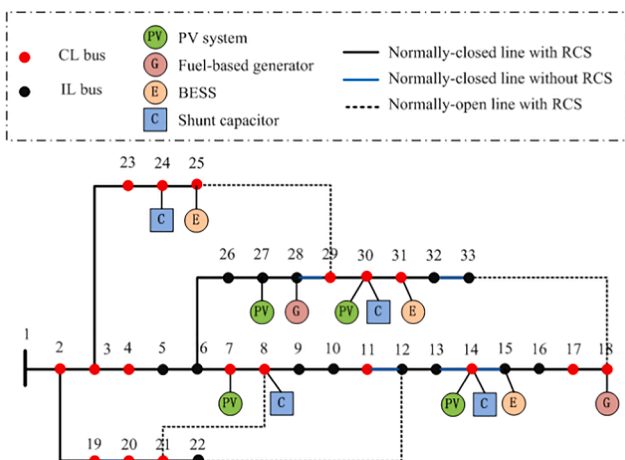 CL bus
IL bus
PV PV system
G Fuel-based generator
E BESS
C Shunt capacitor
Normally-closed line with RCS
Normally-closed line without RCS
Normally-open line with RCS
23 24 25
C E
26 27 28 29 30 31 32 33
PV G PV C E
1 2 3 4 5 6 7 8 9 10 11 12 13 14 15 16 17 18
PV C PV C E G
19 20 21 22